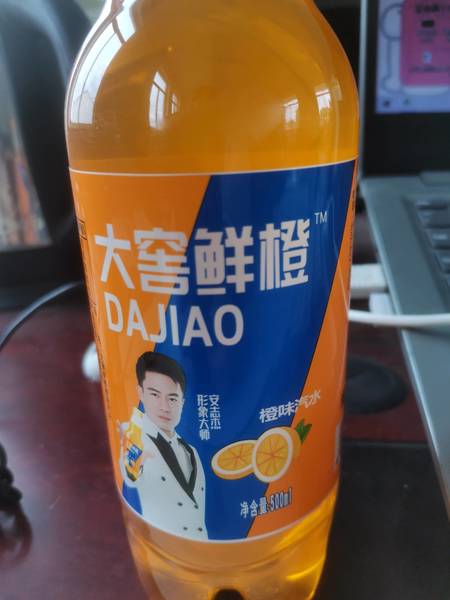 大窖鲜橙™
DAJIAO
安志杰
形象大师
橙味汽水
净含量:500ml